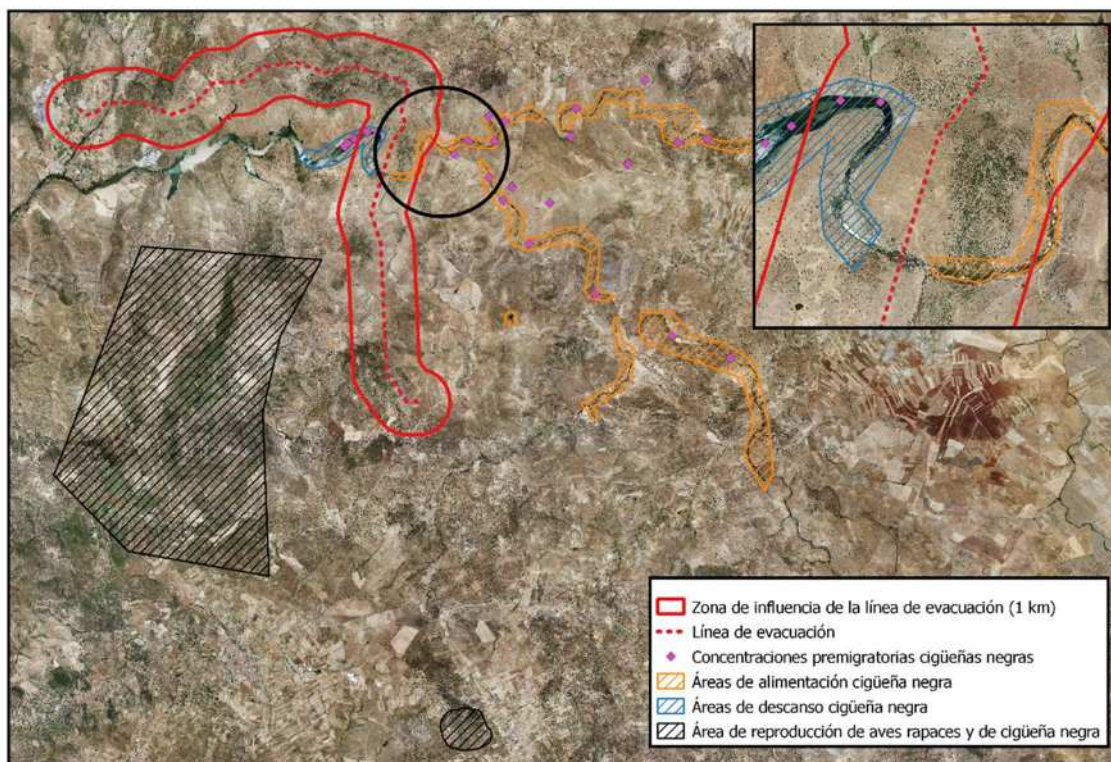 Zona de influencia de la línea de evacuación (1 km)
Línea de evacuación
Concentraciones premigratorias cigüeñas negras
Áreas de alimentación cigüeña negra
Áreas de descanso cigüeña negra
Área de reproducción de aves rapaces y de cigüeña negra